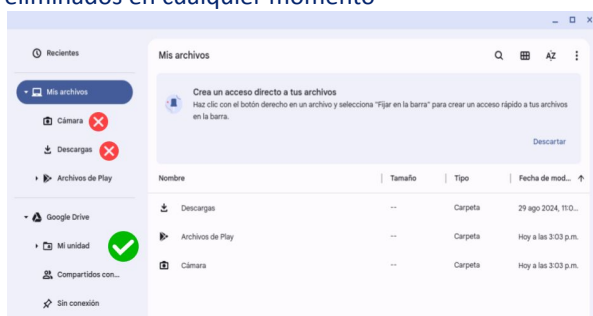 eliminados en cualquier momento
Recientes
Mis archivos
Cámara
Descargas
Archivos de Play
Google Drive
Mi unidad
Compartidos con...
Sin conexión
Mis archivos
AZ
Crea un acceso directo a tus archivos
Haz clic con el botón derecho en un archivo y selecciona "Fijar en la barra" para crear un acceso rápido a tus archivos
en la barra.
Descartar
Nombre Tamaño Tipo Fecha de mod...
Descargas -- Carpeta 29 ago 2024, 11:0...
Archivos de Play -- Carpeta Hoy a las 3:03 p.m.
Cámara -- Carpeta Hoy a las 3:03 p.m.